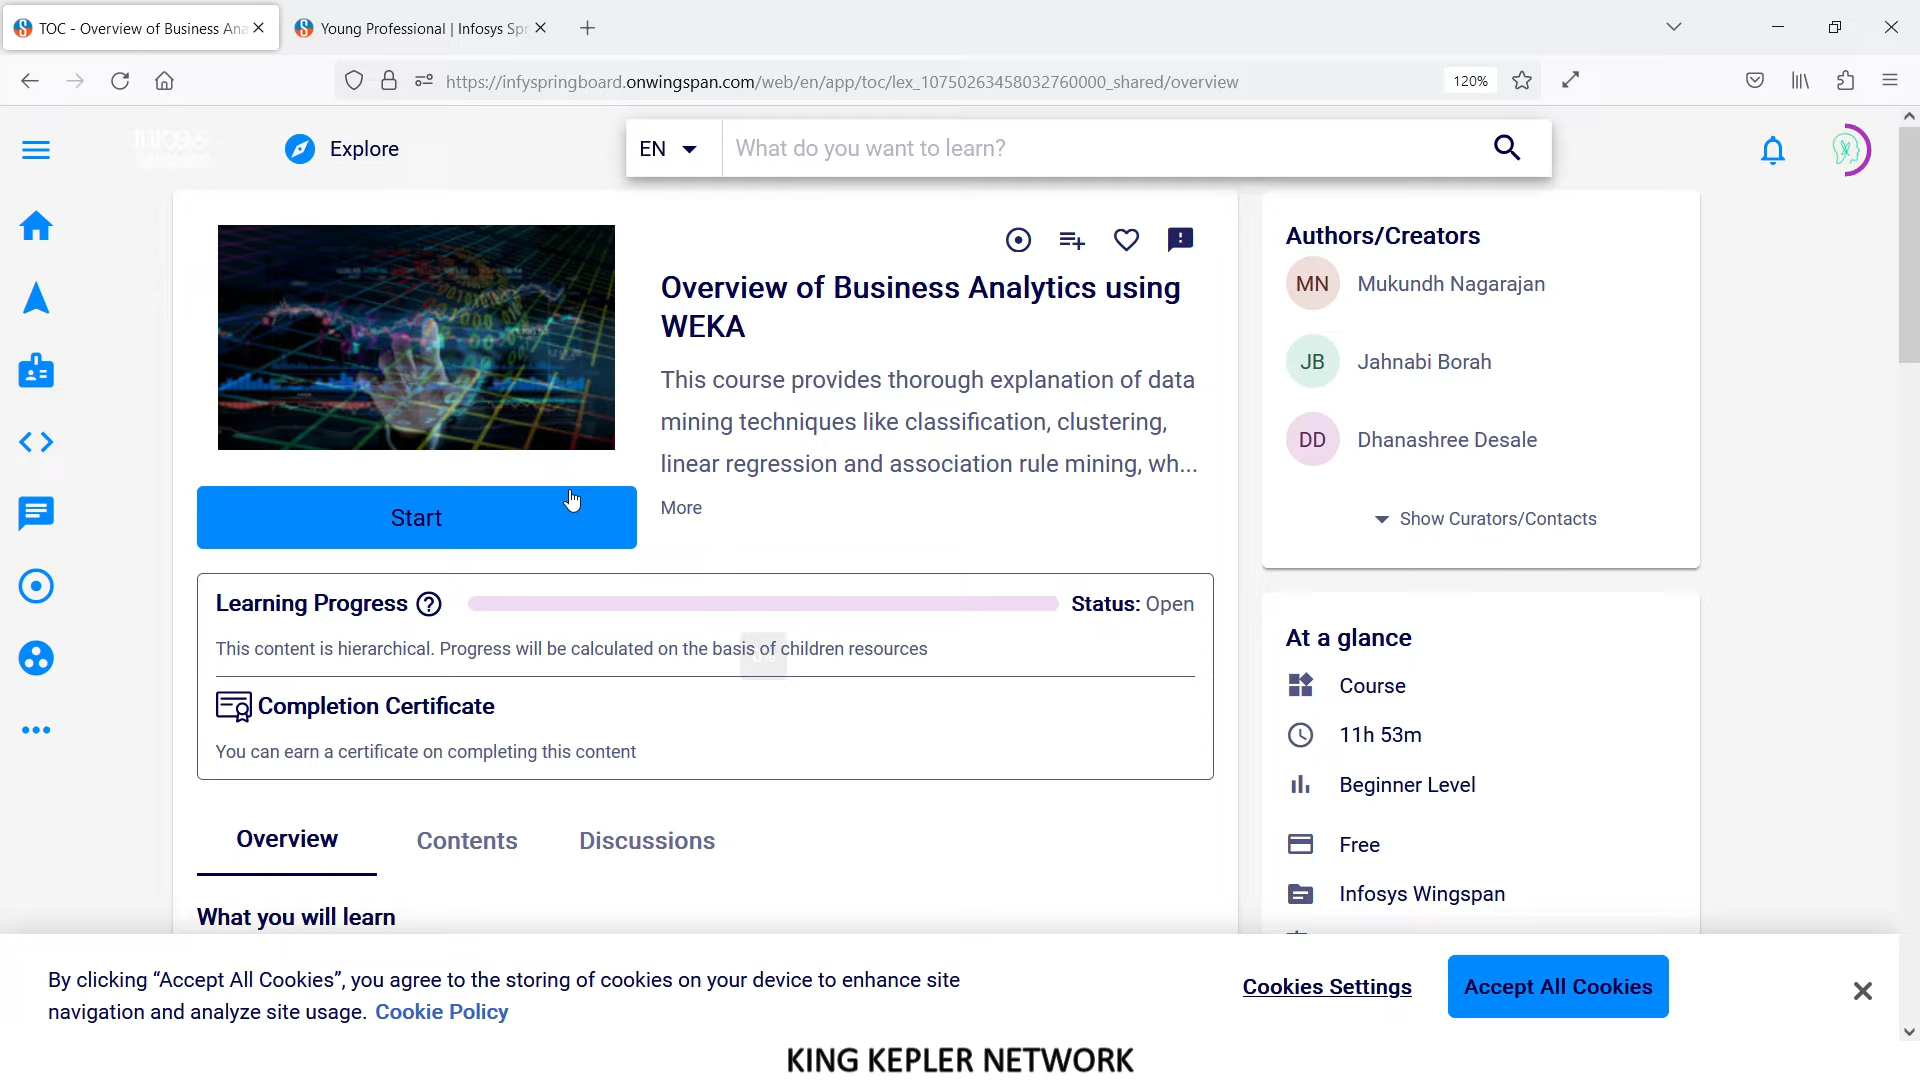 TOC - Overview of Business Ana
Young Professional | Infosys Spr
https://infyspringboard.onwingspan.com/web/en/app/toc/lex_10750263458032760000_shared/overview
120%
Infosys
Explore
EN
What do you want to learn?
Overview of Business Analytics using
WEKA
This course provides thorough explanation of data
mining techniques like classification, clustering,
linear regression and association rule mining, wh...
More
Start
Learning Progress
Status: Open
This content is hierarchical. Progress will be calculated on the basis of children resources
Completion Certificate
You can earn a certificate on completing this content
Overview
Contents
Discussions
What you will learn
Authors/Creators
MN Mukundh Nagarajan
JB Jahnabi Borah
DD Dhanashree Desale
Show Curators/Contacts
At a glance
Course
11h 53m
Beginner Level
Free
Infosys Wingspan
By clicking “Accept All Cookies”, you agree to the storing of cookies on your device to enhance site
navigation and analyze site usage. Cookie Policy
Cookies Settings
Accept All Cookies
KING KEPLER NETWORK